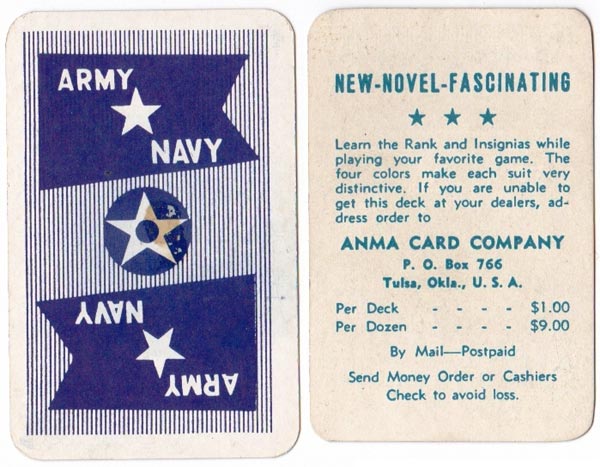 ARMY
NAVY
NAVY
ARMY
NEW-NOVEL-FASCINATING
Learn the Rank and Insignias while
playing your favorite game. The
four colors make each suit very
distinctive. If you are unable to
get this deck at your dealers, ad-
dress order to
ANMA CARD COMPANY
P. O. Box 766
Tulsa, Okla., U. S. A.
Per Deck - - - - $1.00
Per Dozen - - - - $9.00
By Mail—Postpaid
Send Money Order or Cashiers
Check to avoid loss.